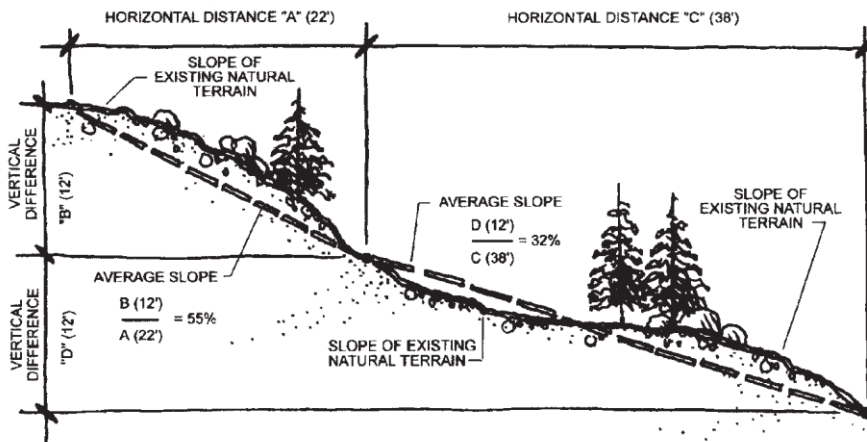 HORIZONTAL DISTANCE "A" (22')
HORIZONTAL DISTANCE "C" (38')
SLOPE OF
EXISTING NATURAL
TERRAIN
VERTICAL
DIFFERENCE
"B" (12')
AVERAGE SLOPE
D (12')
C (38')
= 32%
SLOPE OF
EXISTING NATURAL
TERRAIN
AVERAGE SLOPE
B (12')
A (22')
= 55%
VERTICAL
DIFFERENCE
"D" (12')
SLOPE OF EXISTING
NATURAL TERRAIN